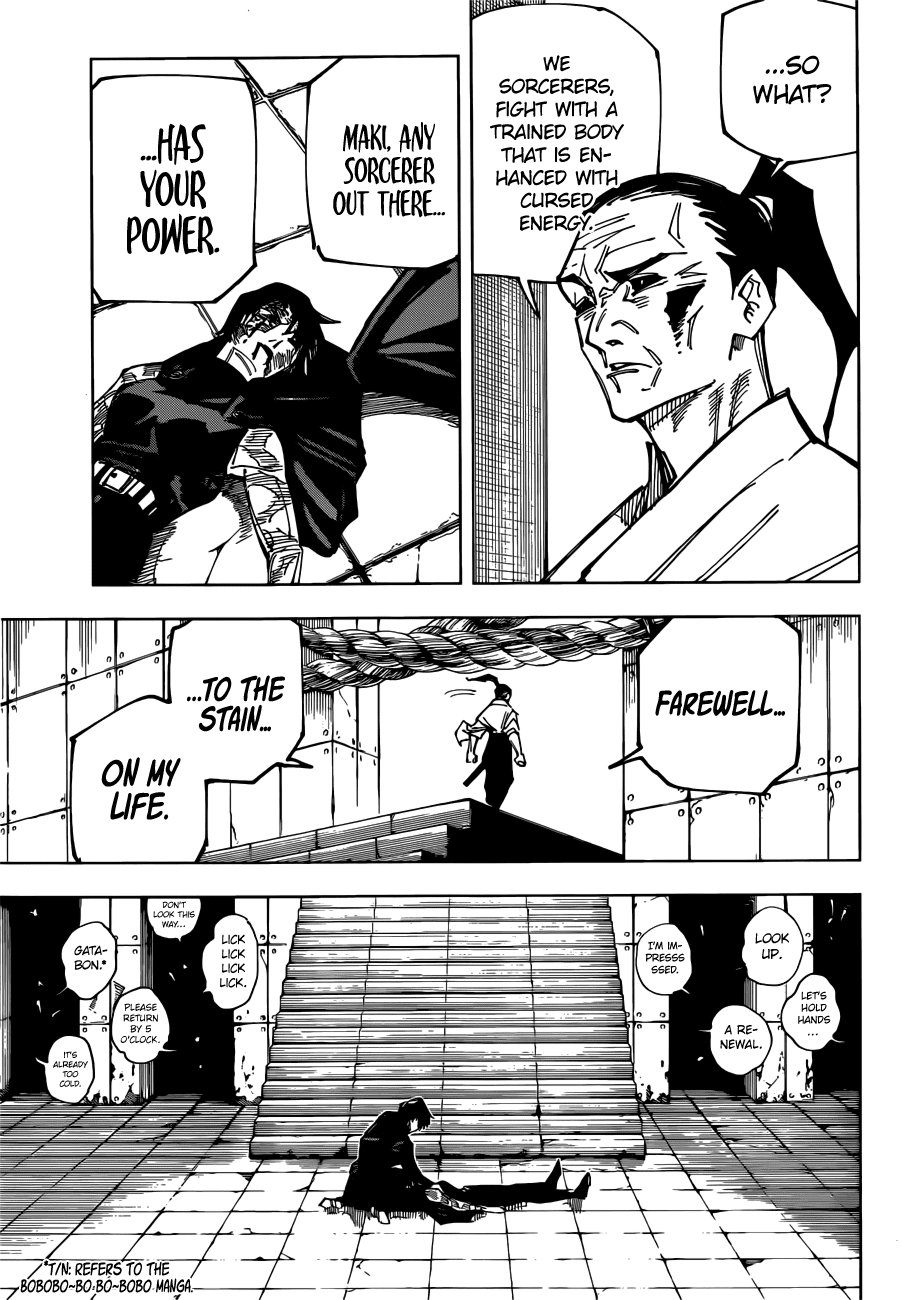 ...SO
WHAT?
WE
SORCERERS,
FIGHT WITH A
TRAINED BODY
THAT IS EN-
HANCED WITH
CURSED
ENERGY.
MAKI, ANY
SORCERER
OUT THERE...
...HAS
YOUR
POWER.
FAREWELL...
...TO THE
STAIN...
ON MY
LIFE.
LOOK
UP.
LET'S
HOLD
HANDS
...
A RE-
NEWAL.
I'M IM-
PRESSS
SSED.
LICK
LICK
LICK
LICK.
DON'T
LOOK THIS
WAY...
GATA-
BON.*
PLEASE
RETURN
BY 5
O'CLOCK.
IT'S
ALREADY
TOO
COLD.
*T/N: REFERS TO THE
BOBOBO~BO:BO~BOBO MANGA.